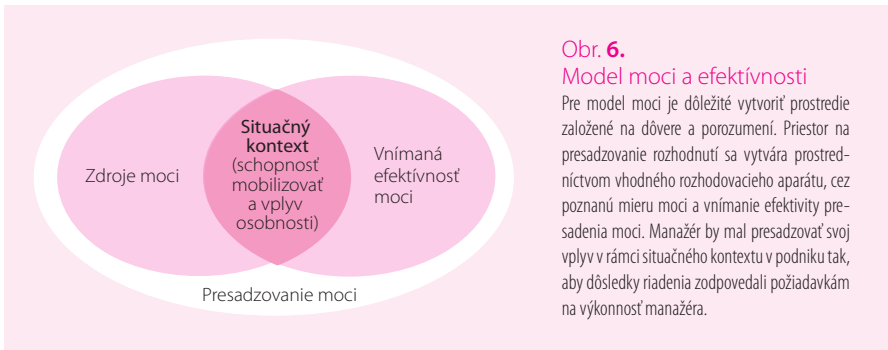 Zdroje moci
Situačný
kontext
(schopnosť
mobilizovať
a vplyv
osobnosti)
Vnímaná
efektívnosť
moci
Presadzovanie moci
Obr. 6.
Model moci a efektívnosti
Pre model moci je dôležité vytvoriť prostredie
založené na dôvere a porozumení. Priestor na
presadzovanie rozhodnutí sa vytvára prostred-
níctvom vhodného rozhodovacieho aparátu, cez
poznanú mieru moci a vnímanie efektivity pre-
sadenia moci. Manažér by mal presadzovať svoj
vplyv v rámci situačného kontextu v podniku tak,
aby dôsledky riadenia zodpovedali požiadavkám
na výkonnosť manažéra.